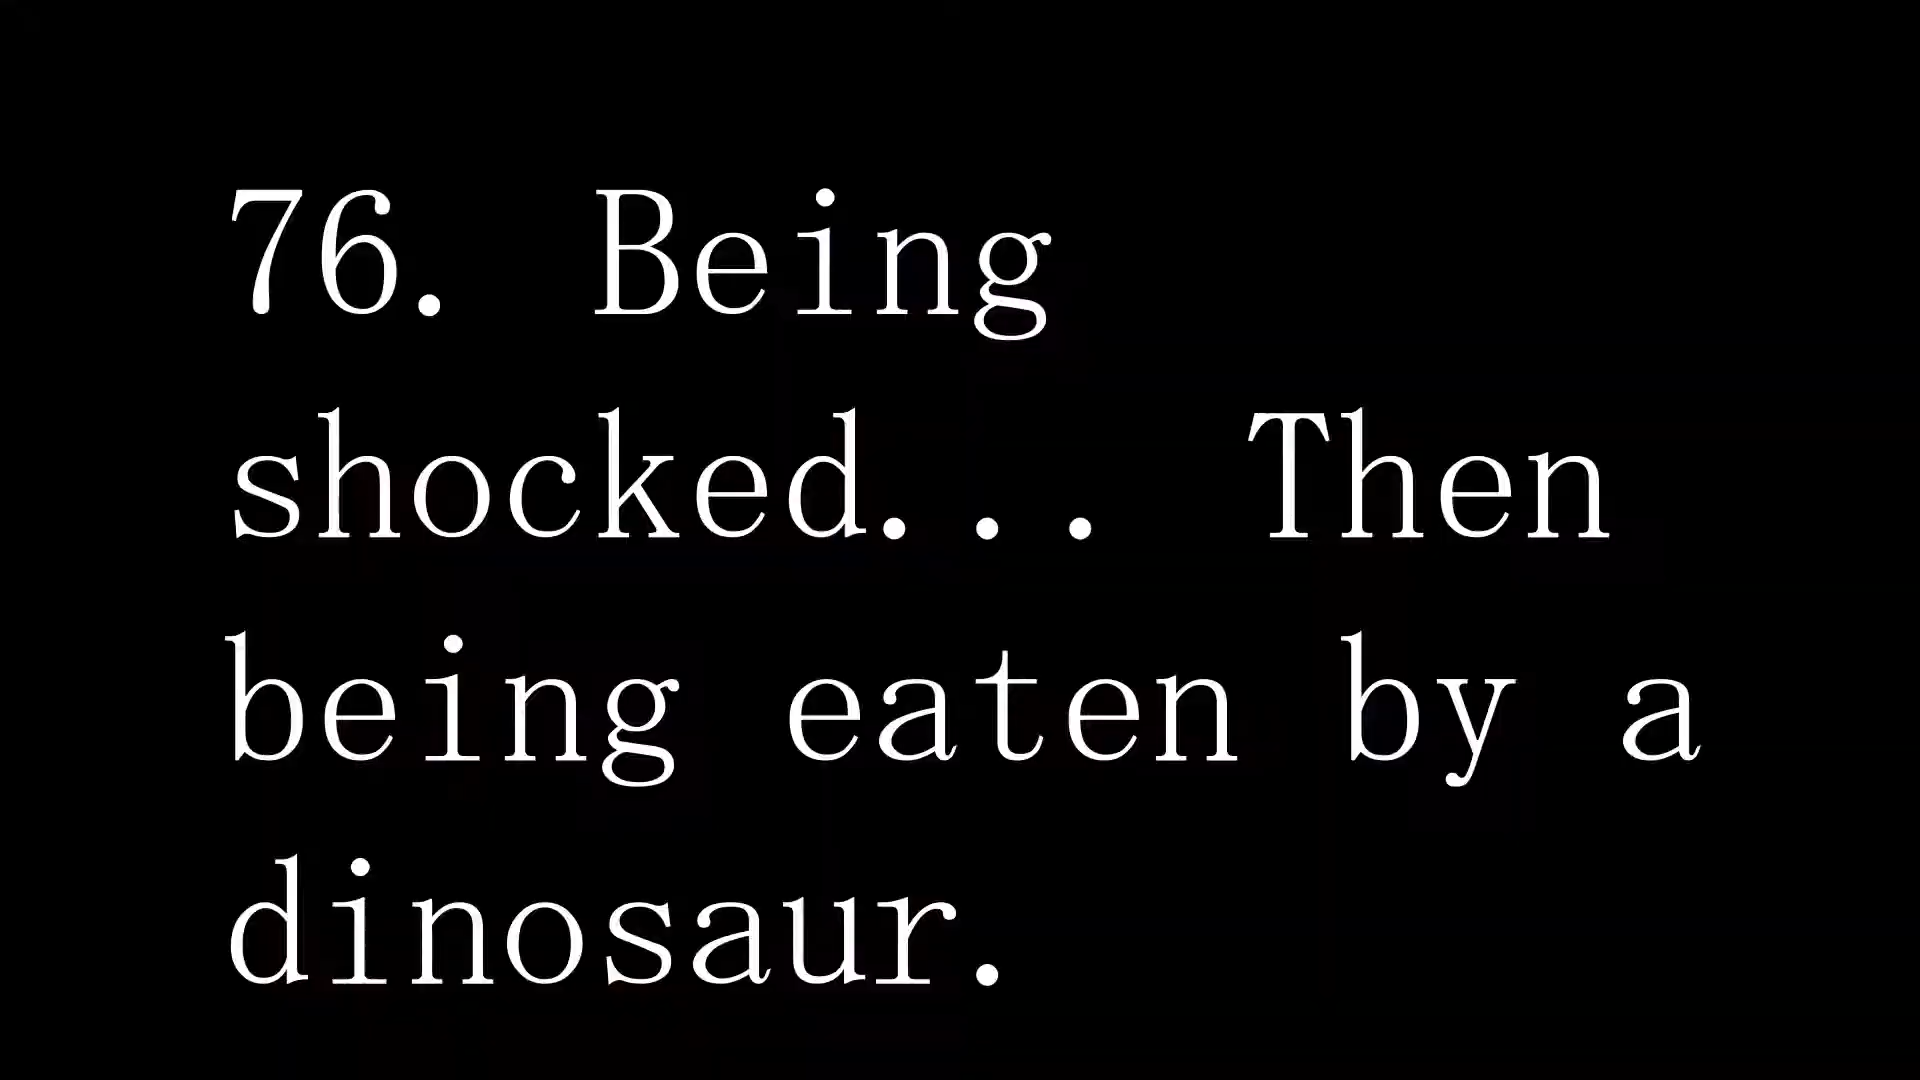 76. Being
shocked... Then
being eaten by a
dinosaur.